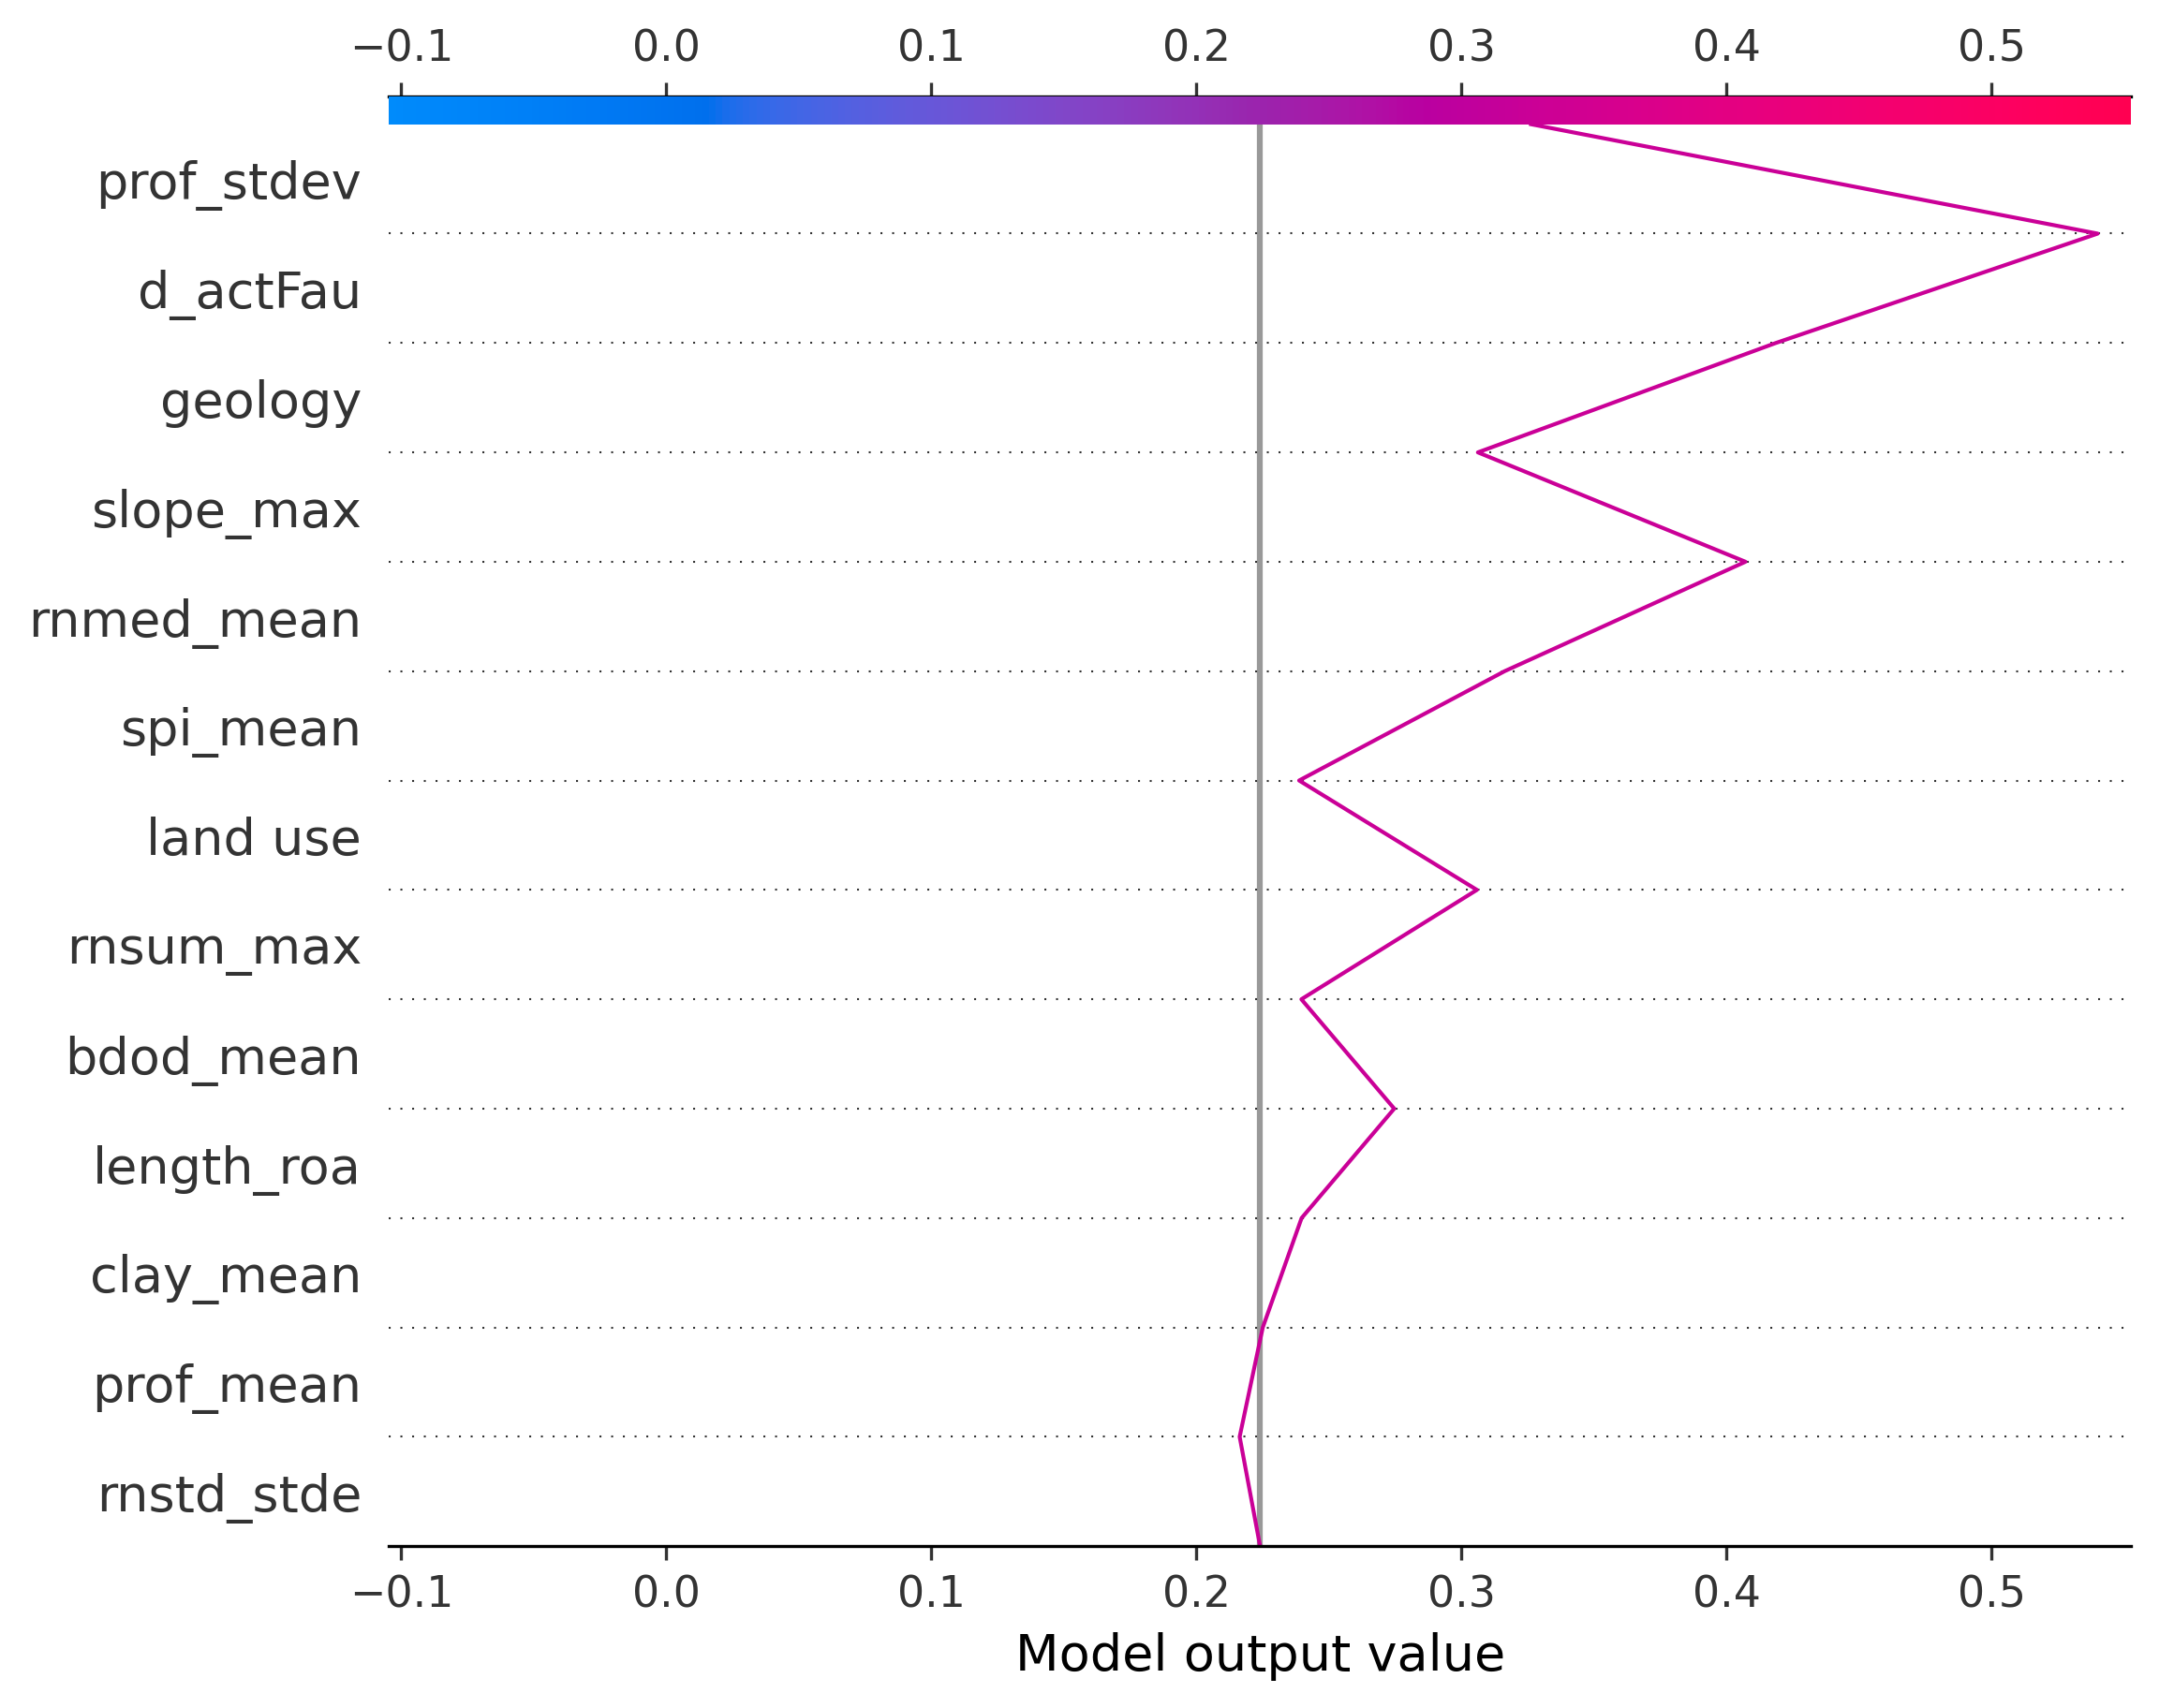 −0.1 0.0 0.1 0.2 0.3 0.4 0.5
prof_stdev
d_actFau
geology
slope_max
rnmed_mean
spi_mean
land use
rnsum_max
bdod_mean
length_roa
clay_mean
prof_mean
rnstd_stde
−0.1 0.0 0.1 0.2 0.3 0.4 0.5
Model output value